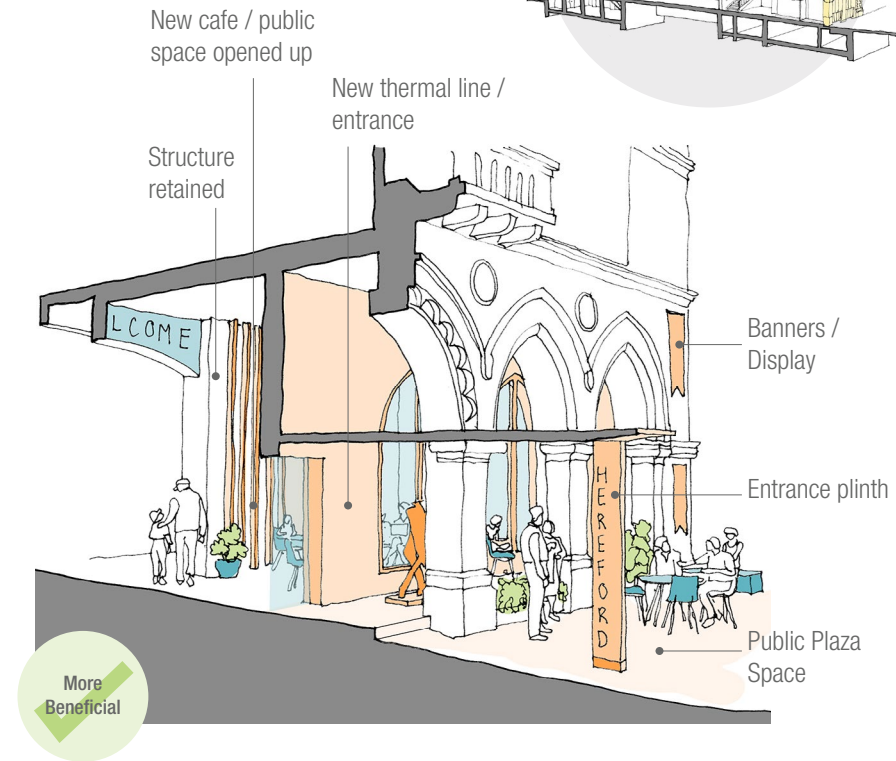 New cafe / public
space opened up
New thermal line /
entrance
Structure
retained
LCOME
Banners /
Display
HEREFORD
Entrance plinth
Public Plaza
Space
More
Beneficial